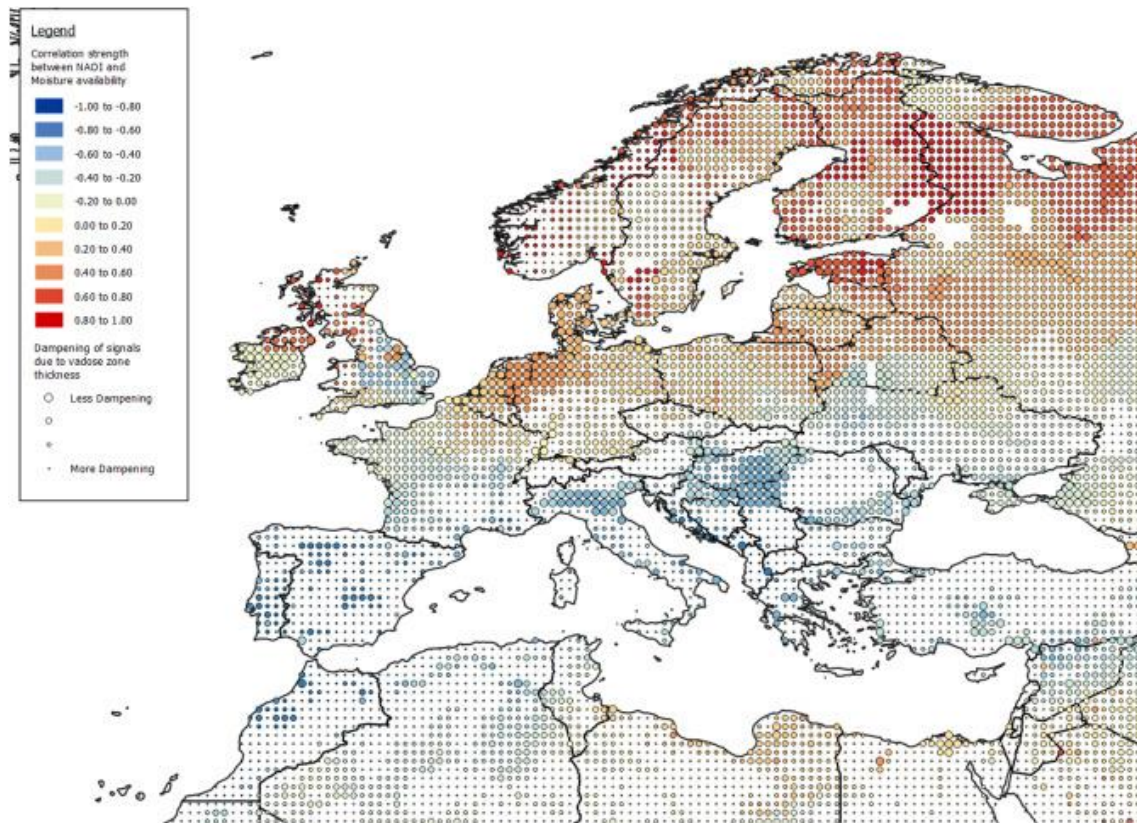 Legend
Correlation strength
between NAOI and
Moisture availability
-1.00 to -0.80
-0.80 to -0.60
-0.60 to -0.40
-0.40 to -0.20
-0.20 to 0.00
0.00 to 0.20
0.20 to 0.40
0.40 to 0.60
0.60 to 0.80
0.80 to 1.00
Dampening of signals
due to vadose zone
thickness
Less Dampening
More Dampening